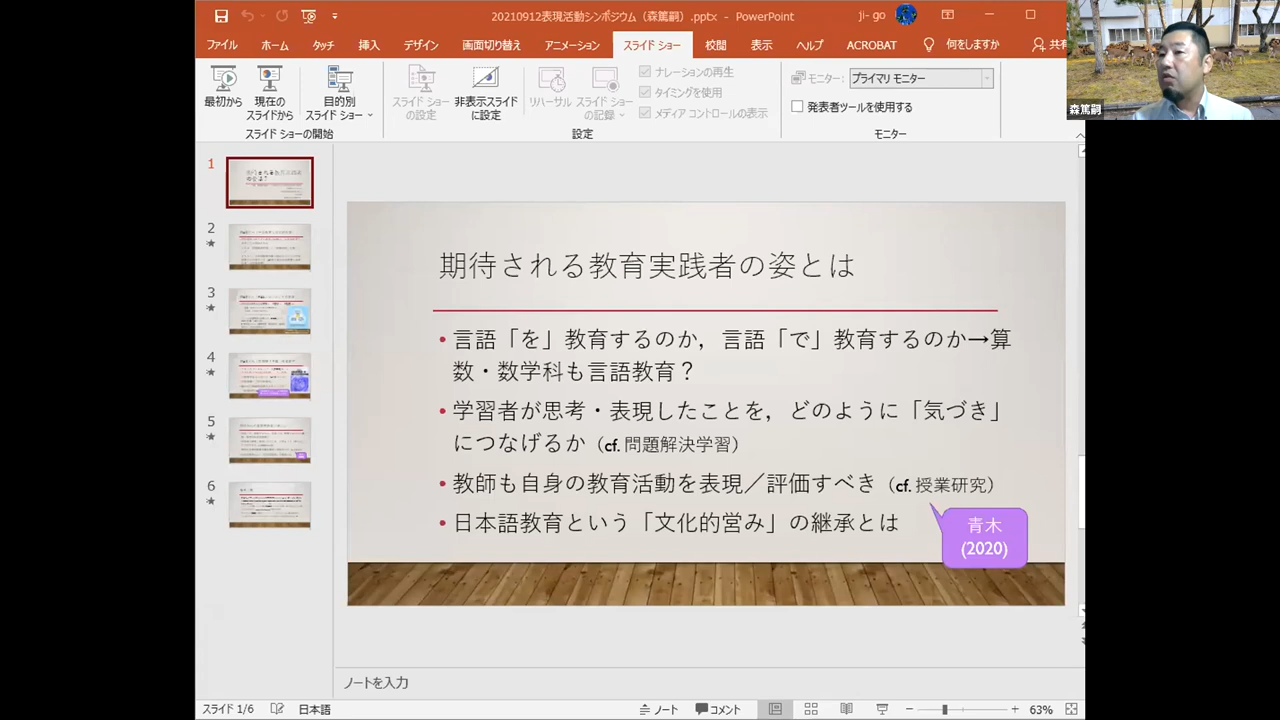 20210912表現活動シンポジウム（森篤嗣）.pptx - PowerPoint
ji- go
ファイル
ホーム
タッチ
挿入
デザイン
画面切り替え
アニメーション
スライド ショー
校閲
表示
ヘルプ
ACROBAT
何をしますか
共有
最初から
現在の
スライドから
目的別
スライド ショー
スライド ショーの開始
スライド ショー
の設定
非表示スライド
に設定
リハーサル
スライド ショー
の記録
ナレーションの再生
タイミングを使用
メディア コントロールの表示
設定
モニター:
プライマリ モニター
発表者ツールを使用する
モニター
森篤嗣
1
2
3
4
5
6
期待される教育実践者の姿とは
• 言語「を」教育するのか，言語「で」教育するのか→算
数・数学科も言語教育？
• 学習者が思考・表現したことを，どのように「気づき」
につなげるか（cf. 問題解決学習）
• 教師も自身の教育活動を表現／評価すべき（cf. 授業研究）
• 日本語教育という「文化的営み」の継承とは
青木
(2020)
ノートを入力
スライド 1/6
日本語
ノート
コメント
63%